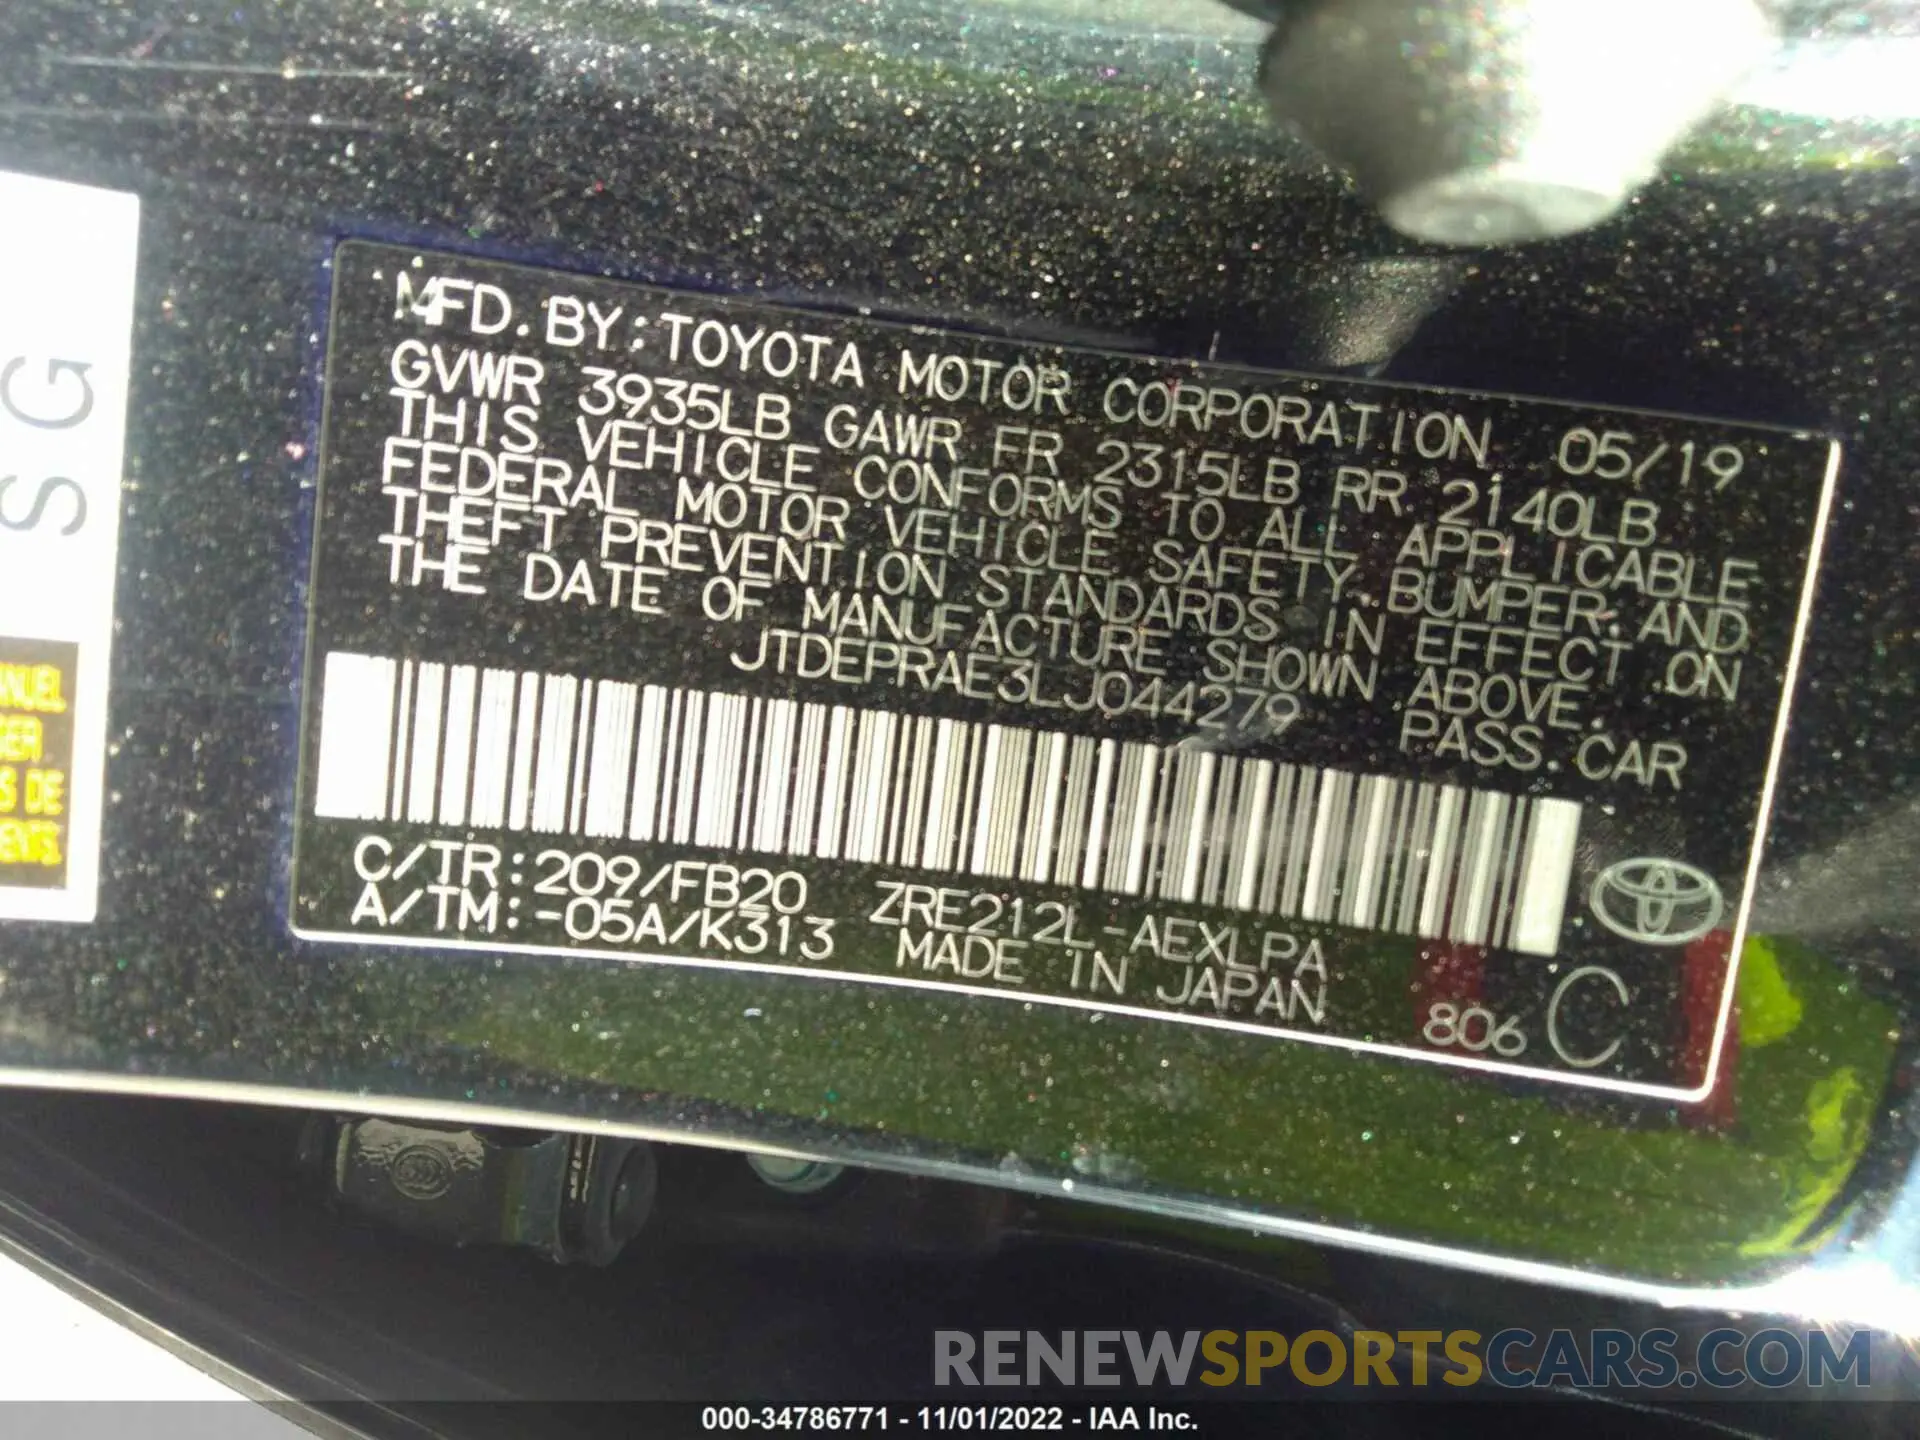 MFD. BY: TOYOTA MOTOR CORPORATION 05/19
GVWR 3935LB GAWR FR 2315LB RR 2140LB
THIS VEHICLE CONFORMS TO ALL APPLICABLE
FEDERAL MOTOR VEHICLE SAFETY, BUMPER, AND
THEFT PREVENTION STANDARDS IN EFFECT ON
THE DATE OF MANUFACTURE SHOWN ABOVE.
JTDEPRAE3LJ044279 PASS. CAR
C/TR: 209/FB20 ZRE212L-AEXLPA
A/TM: -05A/K313 MADE IN JAPAN
806 C
SG
RENEWSPORTSCARS.COM
000-34786771 - 11/01/2022 - IAA Inc.